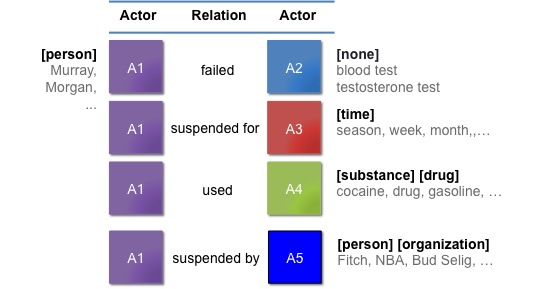 Actor Relation Actor
[person]
Murray,
Morgan,
...
A1 failed A2
[none]
blood test
testosterone test
A1 suspended for A3
[time]
season, week, month,,…
A1 used A4
[substance] [drug]
cocaine, drug, gasoline, …
A1 suspended by A5
[person] [organization]
Fitch, NBA, Bud Selig, …